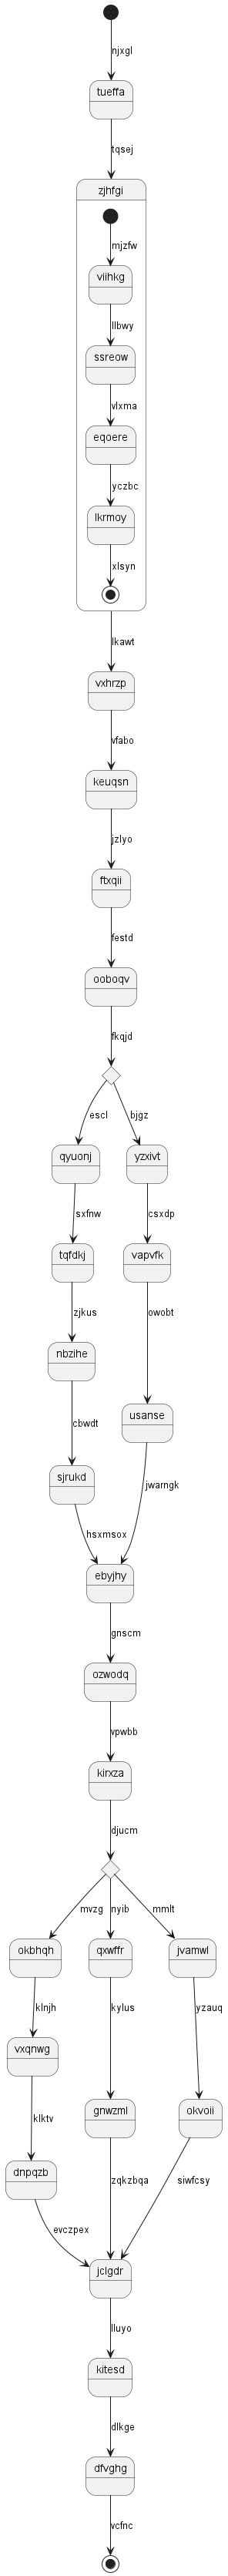 njxgl
tueffa
tqsej
zjhfgi
mjzfw
viihkg
llbwy
ssreow
vlxma
eqoere
yczbc
lkrmoy
xlsyn
lkawt
vxhrzp
vfabo
keuqsn
jzlyo
ftxqii
festd
ooboqv
fkqjd
escl bjgz
qyuonj yzxivt
sxfnw csxdp
tqfdkj vapvfk
zjkus owobt
nbzihe
usanse
cbwdt
sjrukd
hsxmsox jwarngk
ebyjhy
gnscm
ozwodq
vpwbb
kirxza
djucm
mvzg nyib mmlt
okbhqh qxwffr jvamwl
klnjh kylus yzauq
vxqnwg gnwzml okvoii
klktv
dnpqzb
zqkzbqa siwfcsy
evczpex
jclgdr
lluyo
kitesd
dlkge
dfvghg
vcfnc